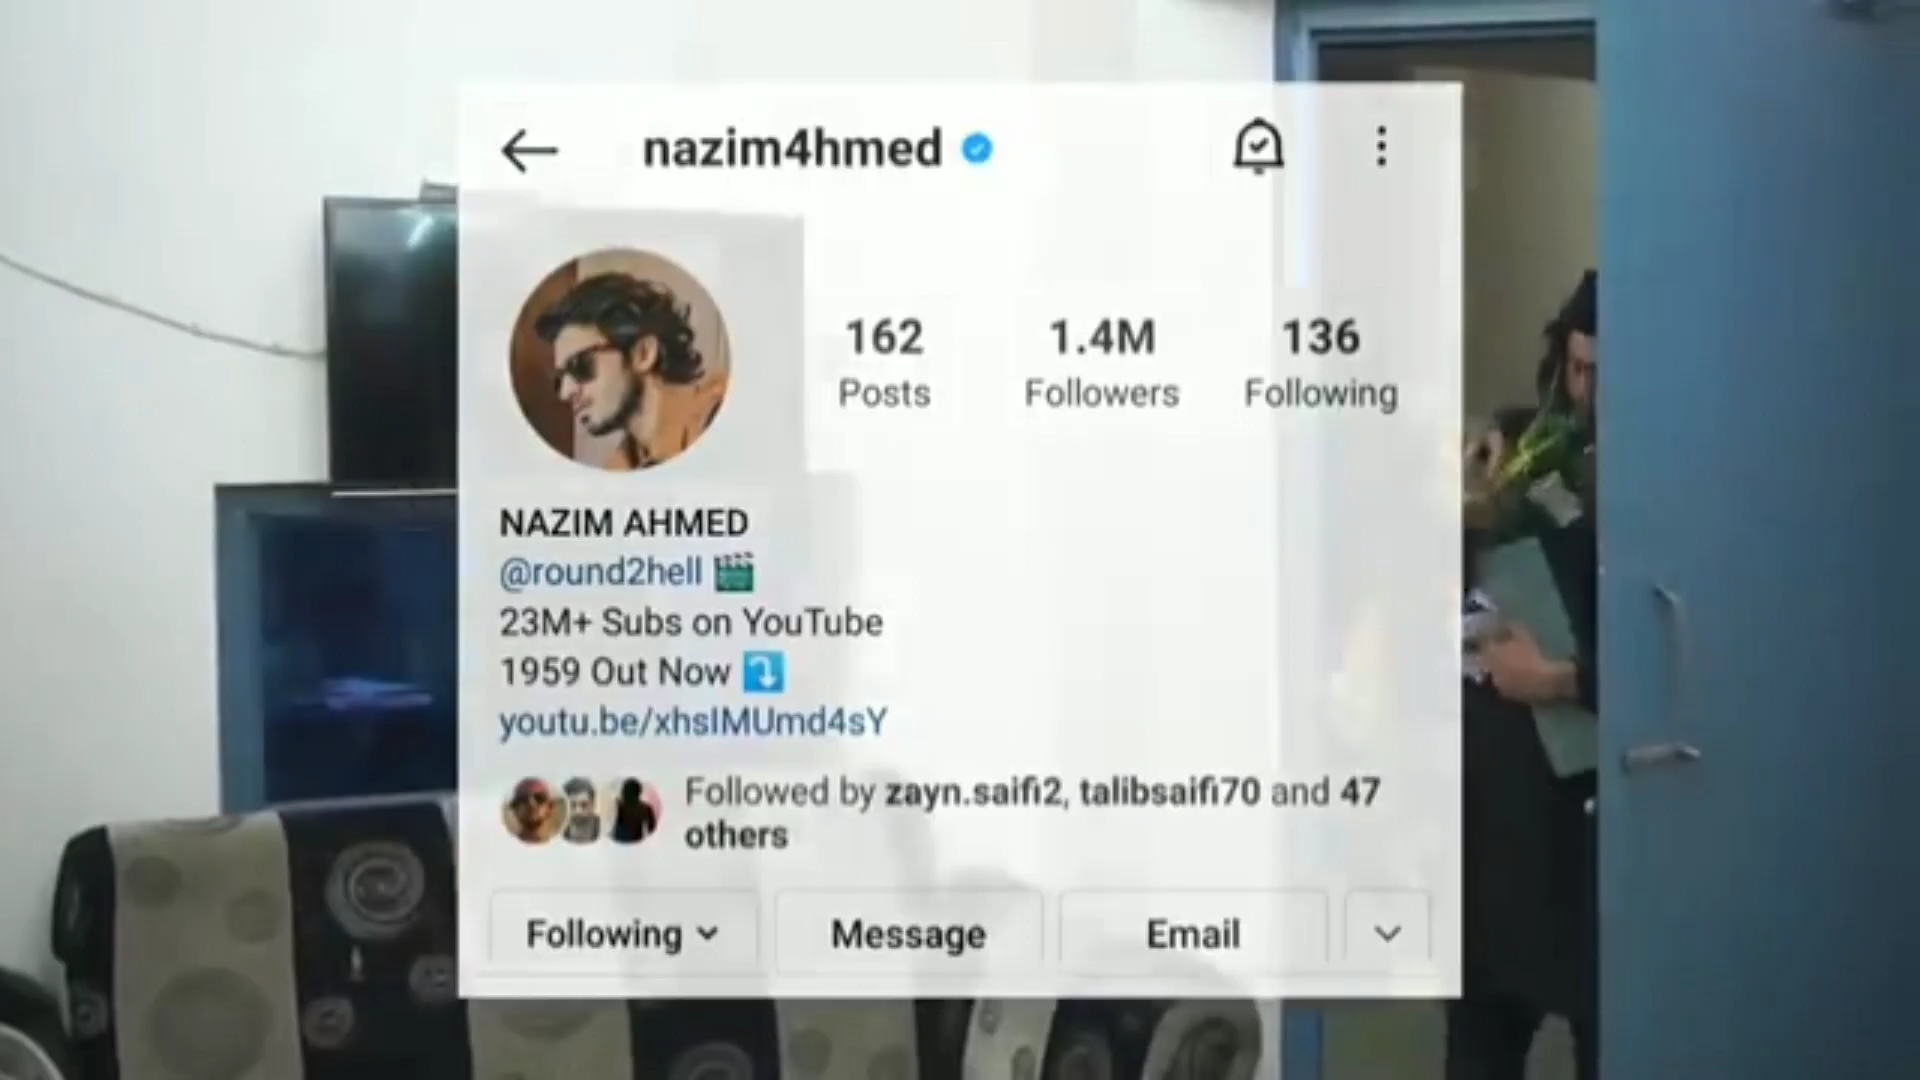 nazim4hmed
162 1.4M 136
Posts Followers Following
NAZIM AHMED
@round2hell 🎬
23M+ Subs on YouTube
1959 Out Now ⤵️
youtu.be/xhsIMUmd4sY
Followed by zayn.saifi2, talibsaifi70 and 47
others
Following Message Email